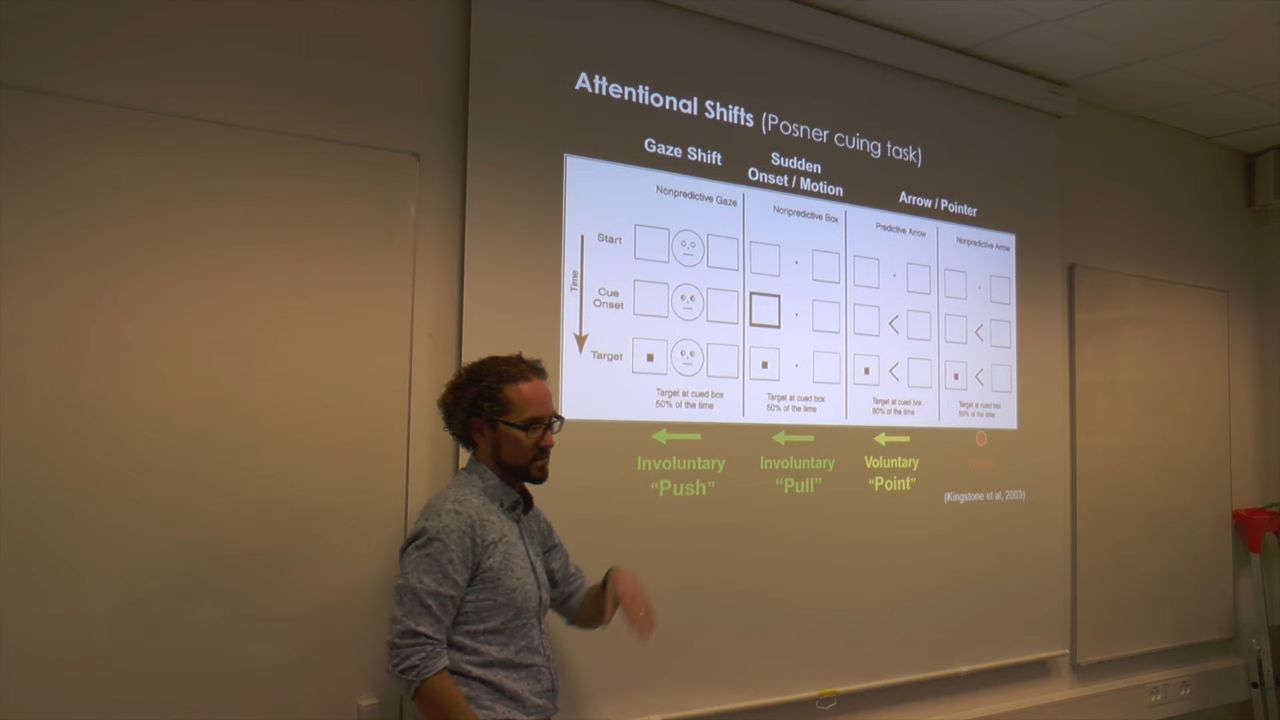 Attentional Shifts (Posner cuing task)
Gaze Shift
Sudden
Onset / Motion
Arrow / Pointer
Nonpredictive Gaze
Nonpredictive Box
Predictive Arrow
Nonpredictive Arrow
Start
Time
Cue
Onset
Target
Target at cued box
50% of the time
Target at cued box
50% of the time
Target at cued box
80% of the time
Target at cued box
50% of the time
Involuntary
"Push"
Involuntary
"Pull"
Voluntary
"Point"
(Kingstone et al, 2003)